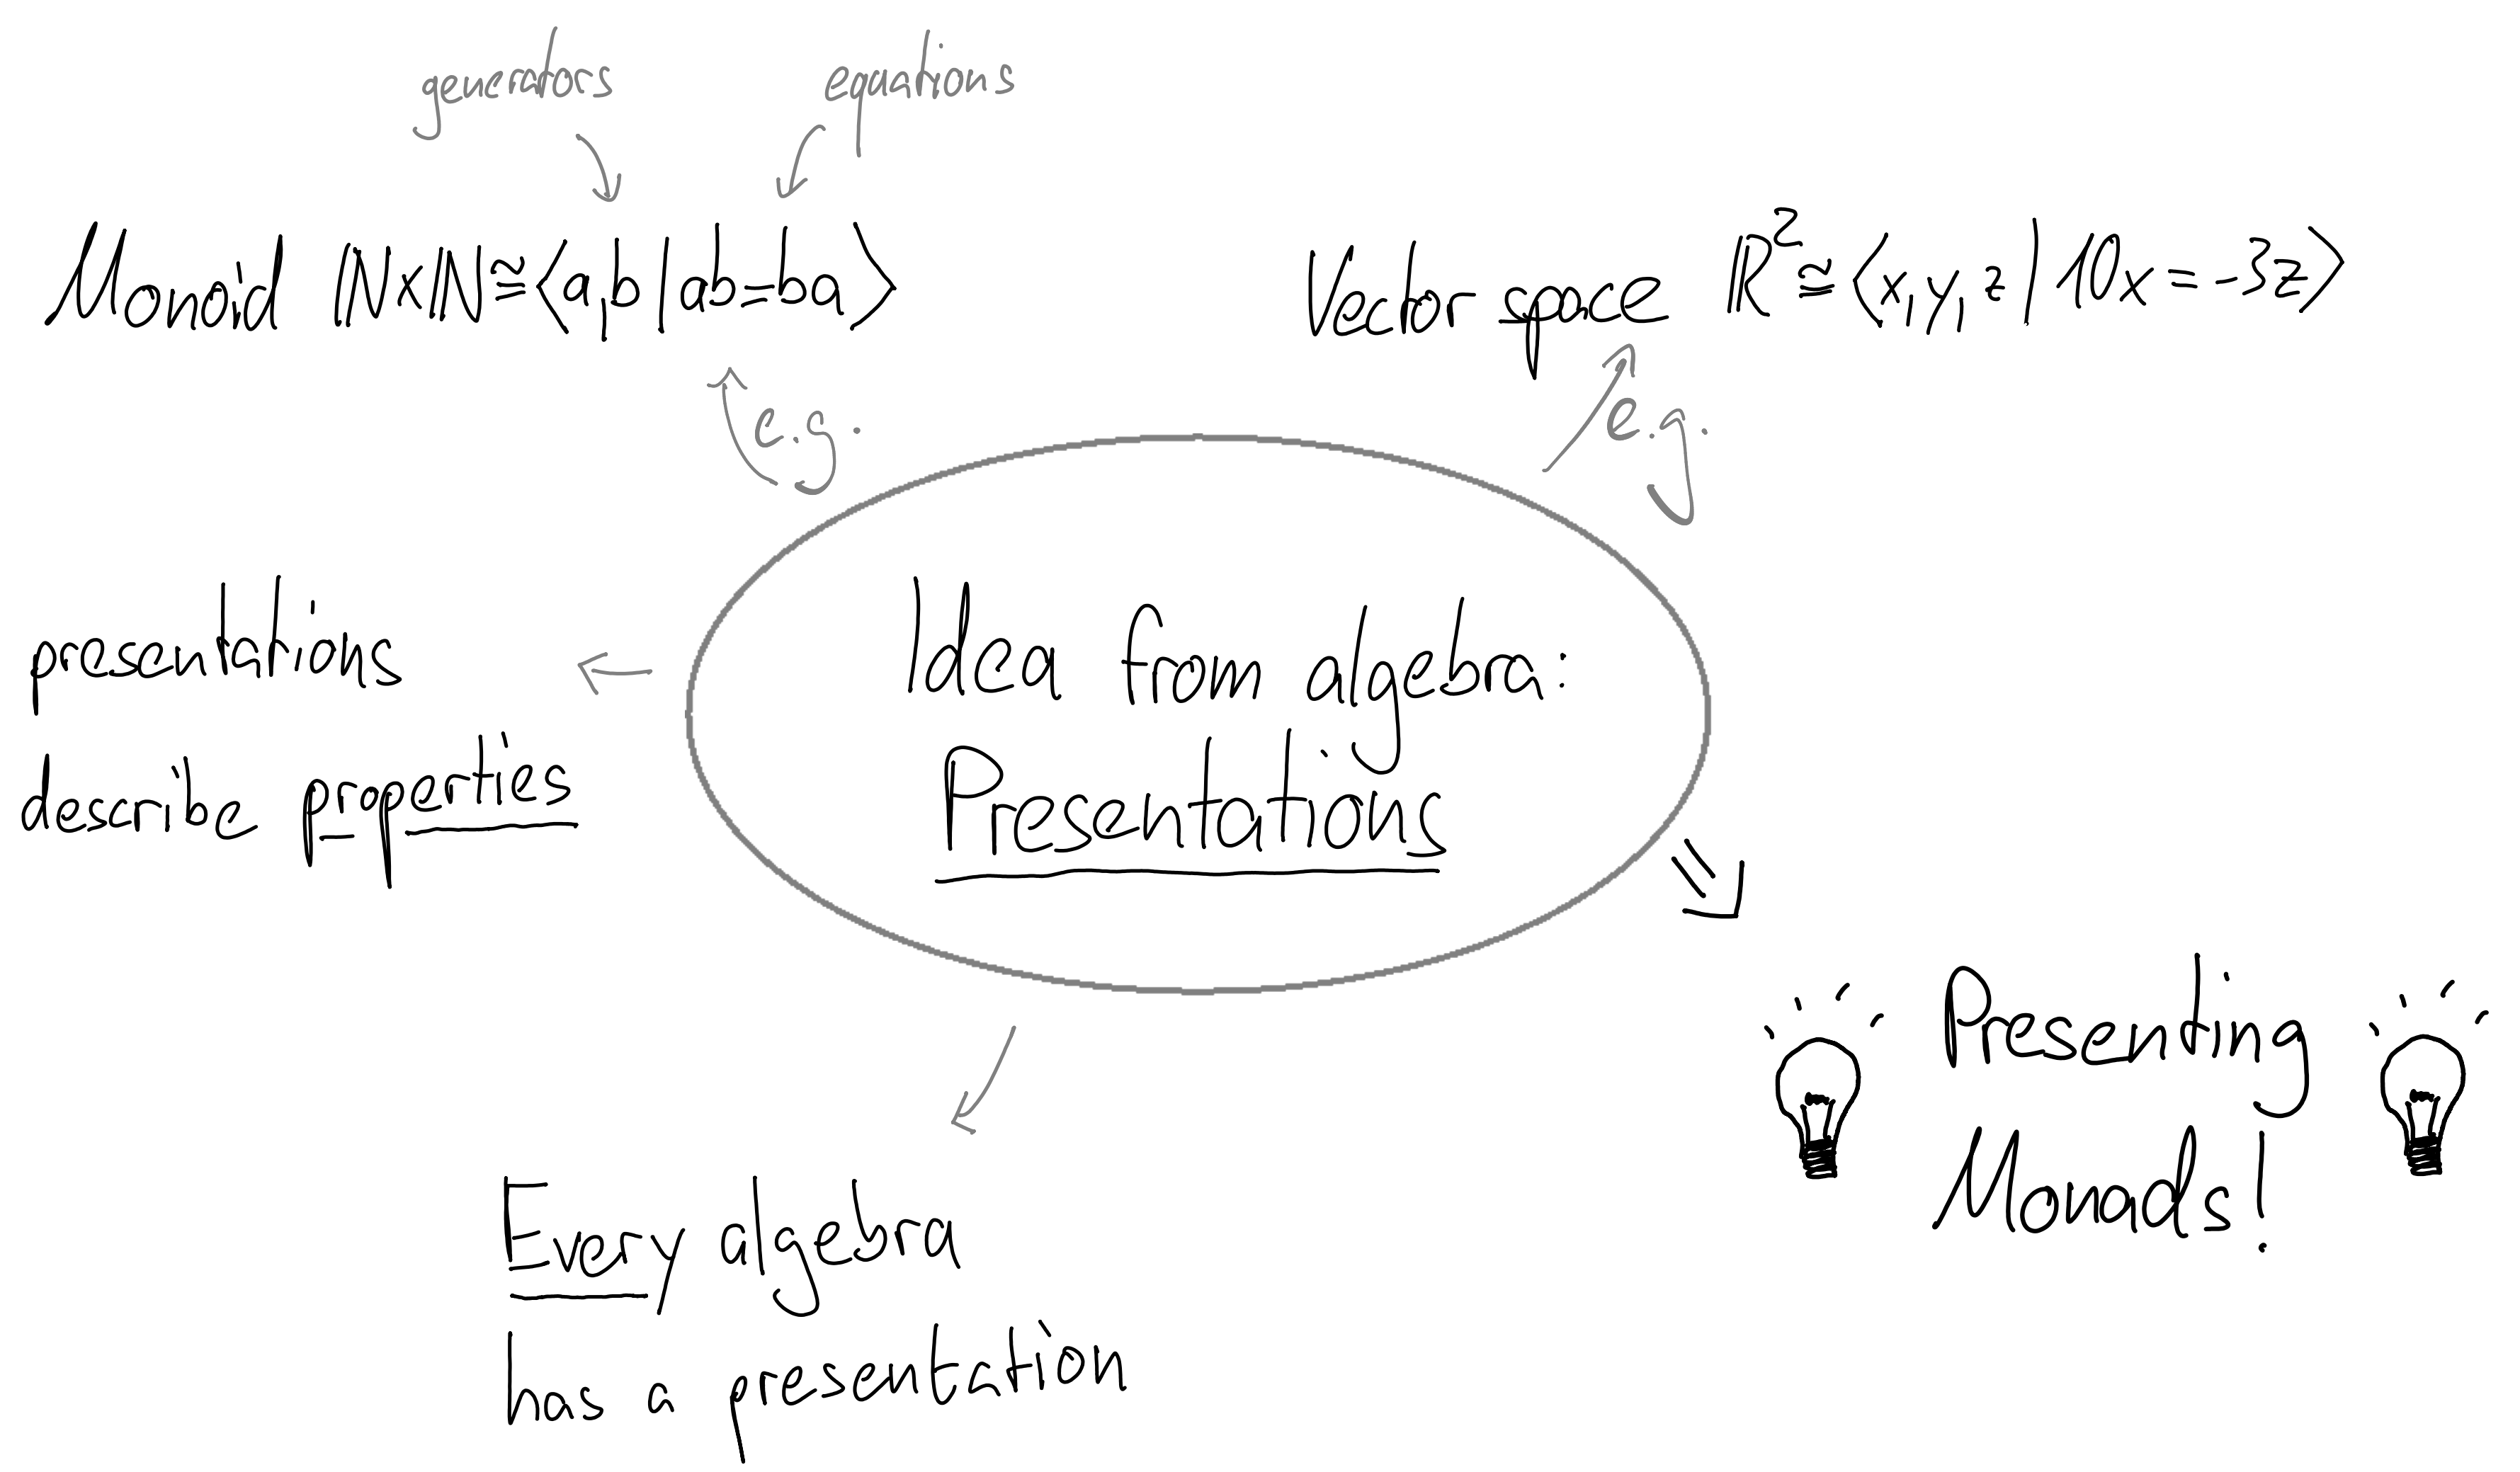 generators
equations
Monoid ℕ×ℕ≅⟨a,b|ab=ba⟩
Vector space ℝ²≅⟨x,y,z|10x=-3z⟩
e.g.
e.g.
Idea from algebra:
Presentations
presentations
describe properties
Presenting
Monads!
Every algebra
has a presentation